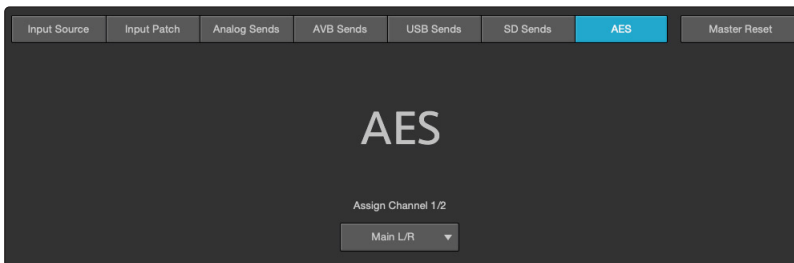 Input Source Input Patch Analog Sends AVB Sends USB Sends SD Sends AES Master Reset
AES
Assign Channel 1/2
Main L/R